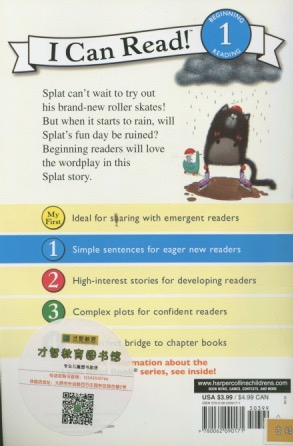 I Can Read!
BEGINNING
1
READING
Splat can't wait to try out
his brand-new roller skates!
But when it starts to rain, will
Splat's fun day be ruined?
Beginning readers will love
the wordplay in this
Splat story.
My First
Ideal for sharing with emergent readers
1
Simple sentences for eager new readers
2
High-interest stories for developing readers
3
Complex plots for confident readers
bridge to chapter books
about the
series, see inside!
才智教育图书馆
www.harpercollinschildrens.com
USA $3.99 / $4.99 CAN
50399
9780062090171